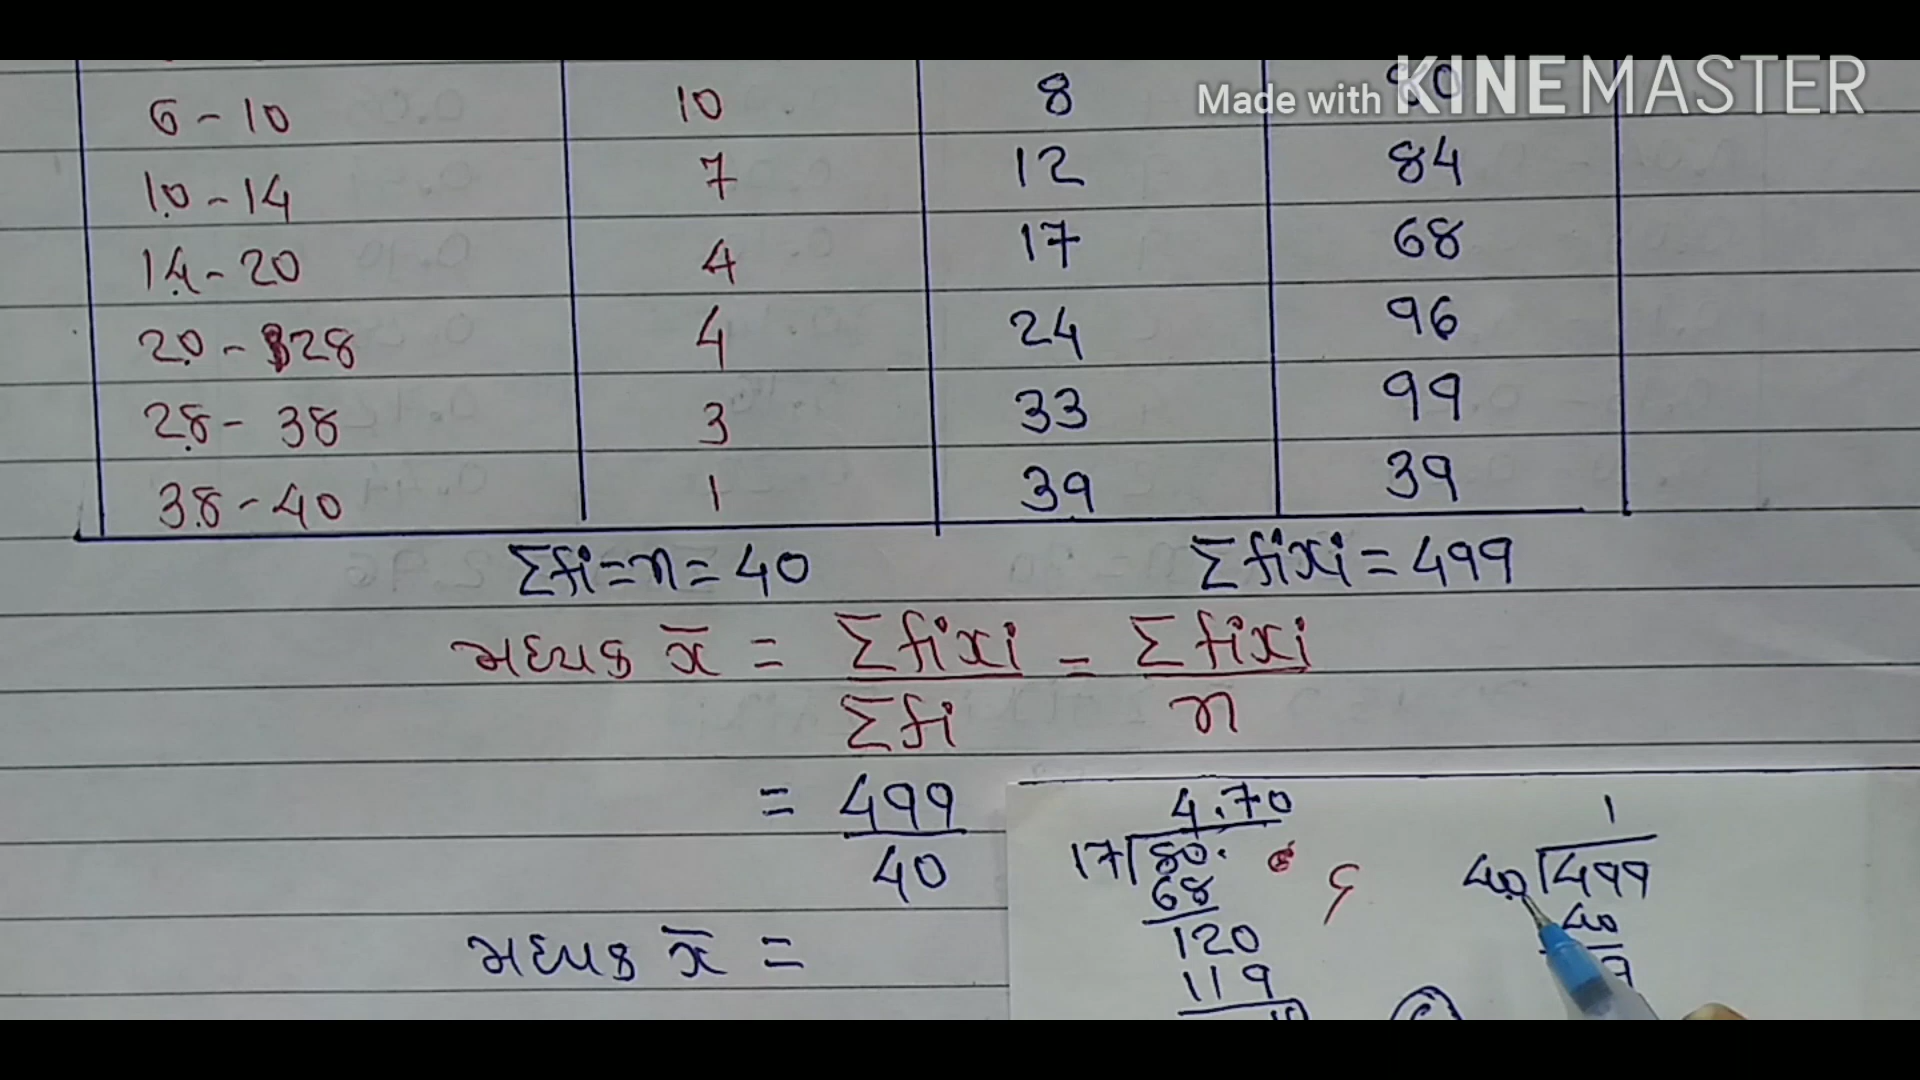 Made with KINEMASTER
6 - 10 10 8 80
10 - 14 7 12 84
14 - 20 4 17 68
20 - 28 4 24 96
28 - 38 3 33 99
38 - 40 1 39 39
Σfi = n = 40 Σfixi = 499
મધ્યક x̄ = Σfixi / Σfi = Σfixi / n
= 499 / 40
મધ્યક x̄ =
4.70
17 80.
68
120
119
1
40 499
40
9